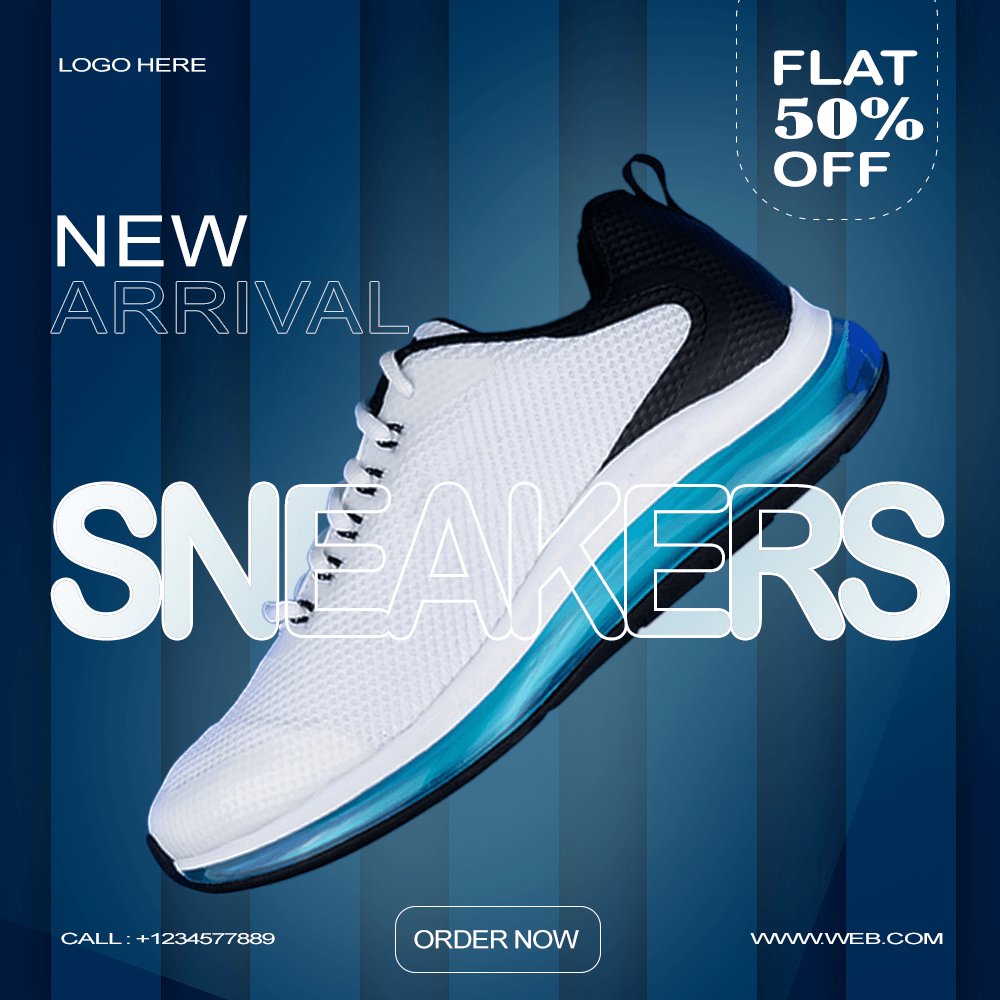 LOGO HERE
FLAT
50%
OFF
NEW
ARRIVAL
SNEAKERS
CALL : +1234577889
ORDER NOW
WWW.WEB.COM